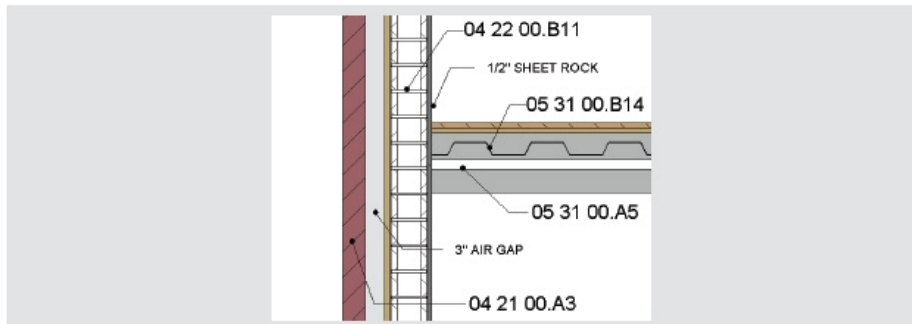 04 22 00.B11
1/2" SHEET ROCK
05 31 00.B14
05 31 00.A5
3" AIR GAP
04 21 00.A3